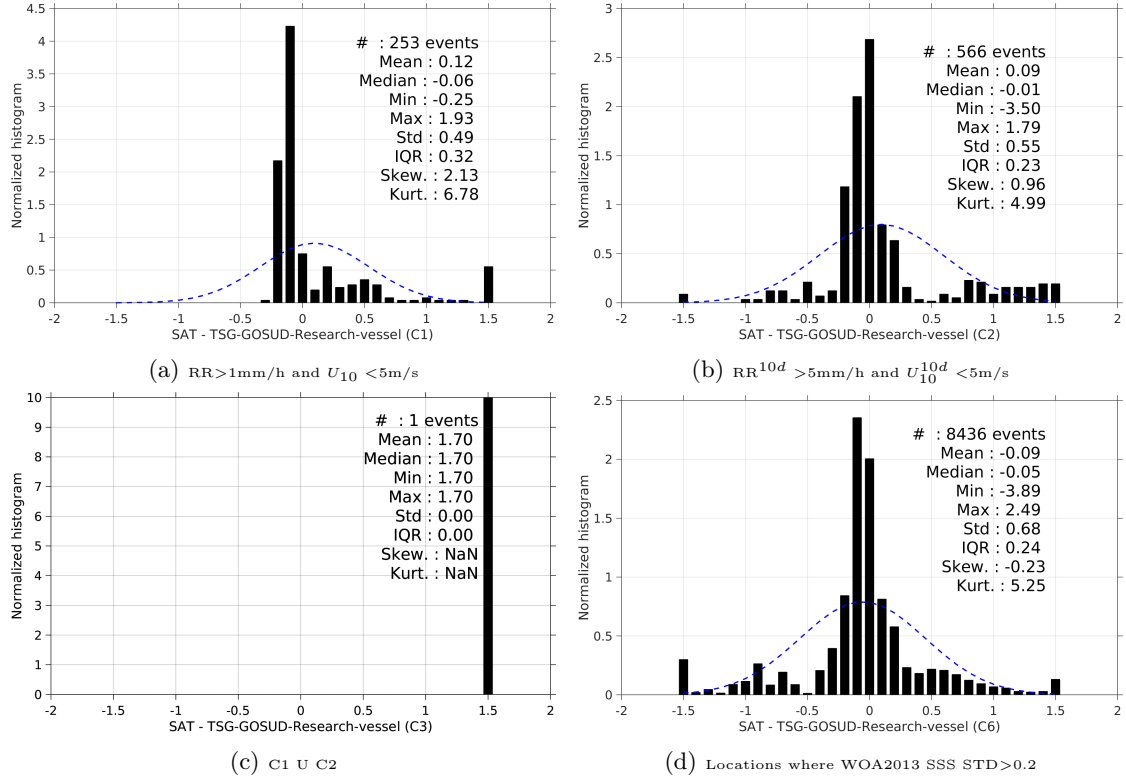 4.5
4
3.5
3
2.5
2
1.5
1
0.5
0
-2 -1.5 -1 -0.5 0 0.5 1 1.5 2
Normalized histogram
# : 253 events
Mean : 0.12
Median : -0.06
Min : -0.25
Max : 1.93
Std : 0.49
IQR : 0.32
Skew. : 2.13
Kurt. : 6.78
SAT - TSG-GOSUD-Research-vessel (C1)
(a) RR>1mm/h and U10 <5m/s
3
2.5
2
1.5
1
0.5
0
-2 -1.5 -1 -0.5 0 0.5 1 1.5 2
Normalized histogram
# : 566 events
Mean : 0.09
Median : -0.01
Min : -3.50
Max : 1.79
Std : 0.55
IQR : 0.23
Skew. : 0.96
Kurt. : 4.99
SAT - TSG-GOSUD-Research-vessel (C2)
(b) RR^10d >5mm/h and U10^10d <5m/s
10
9
8
7
6
5
4
3
2
1
0
-2 -1.5 -1 -0.5 0 0.5 1 1.5 2
Normalized histogram
# : 1 events
Mean : 1.70
Median : 1.70
Min : 1.70
Max : 1.70
Std : 0.00
IQR : 0.00
Skew. : NaN
Kurt. : NaN
SAT - TSG-GOSUD-Research-vessel (C3)
(c) C1 U C2
2.5
2
1.5
1
0.5
0
-2 -1.5 -1 -0.5 0 0.5 1 1.5 2
Normalized histogram
# : 8436 events
Mean : -0.09
Median : -0.05
Min : -3.89
Max : 2.49
Std : 0.68
IQR : 0.24
Skew. : -0.23
Kurt. : 5.25
SAT - TSG-GOSUD-Research-vessel (C6)
(d) Locations where WOA2013 SSS STD>0.2